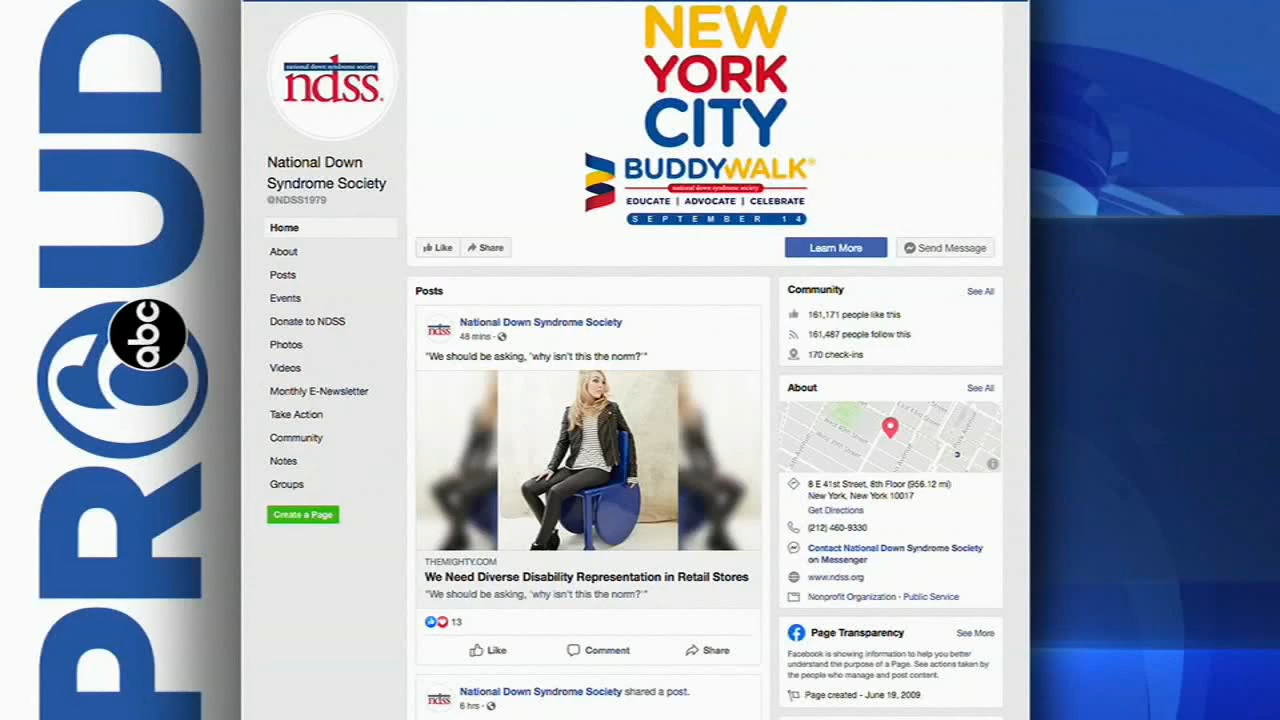 PR6UD
abc
national down syndrome society
ndss.
National Down
Syndrome Society
@NDSS1979
Home
About
Posts
Events
Donate to NDSS
Photos
Videos
Monthly E-Newsletter
Take Action
Community
Notes
Groups
Create a Page
NEW
YORK
CITY
BUDDYWALK®
national down syndrome society
EDUCATE | ADVOCATE | CELEBRATE
SEPTEMBER 14
Like
Share
Learn More
Send Message
Posts
ndss
National Down Syndrome Society
48 mins ·
"We should be asking, 'why isn't this the norm?'"
THEMIGHTY.COM
We Need Diverse Disability Representation in Retail Stores
"We should be asking, 'why isn't this the norm?'"
13
Like
Comment
Share
ndss
National Down Syndrome Society shared a post.
6 hrs ·
Community
See All
161,171 people like this
161,487 people follow this
170 check-ins
About
See All
East 43rd Street
Park Avenue
8 E 41st Street, 8th Floor (956.12 mi)
New York, New York 10017
Get Directions
(212) 460-9330
Contact National Down Syndrome Society
on Messenger
www.ndss.org
Nonprofit Organization · Public Service
Page Transparency
See More
Facebook is showing information to help you better
understand the purpose of a Page. See actions taken by
the people who manage and post content.
Page created - June 19, 2009